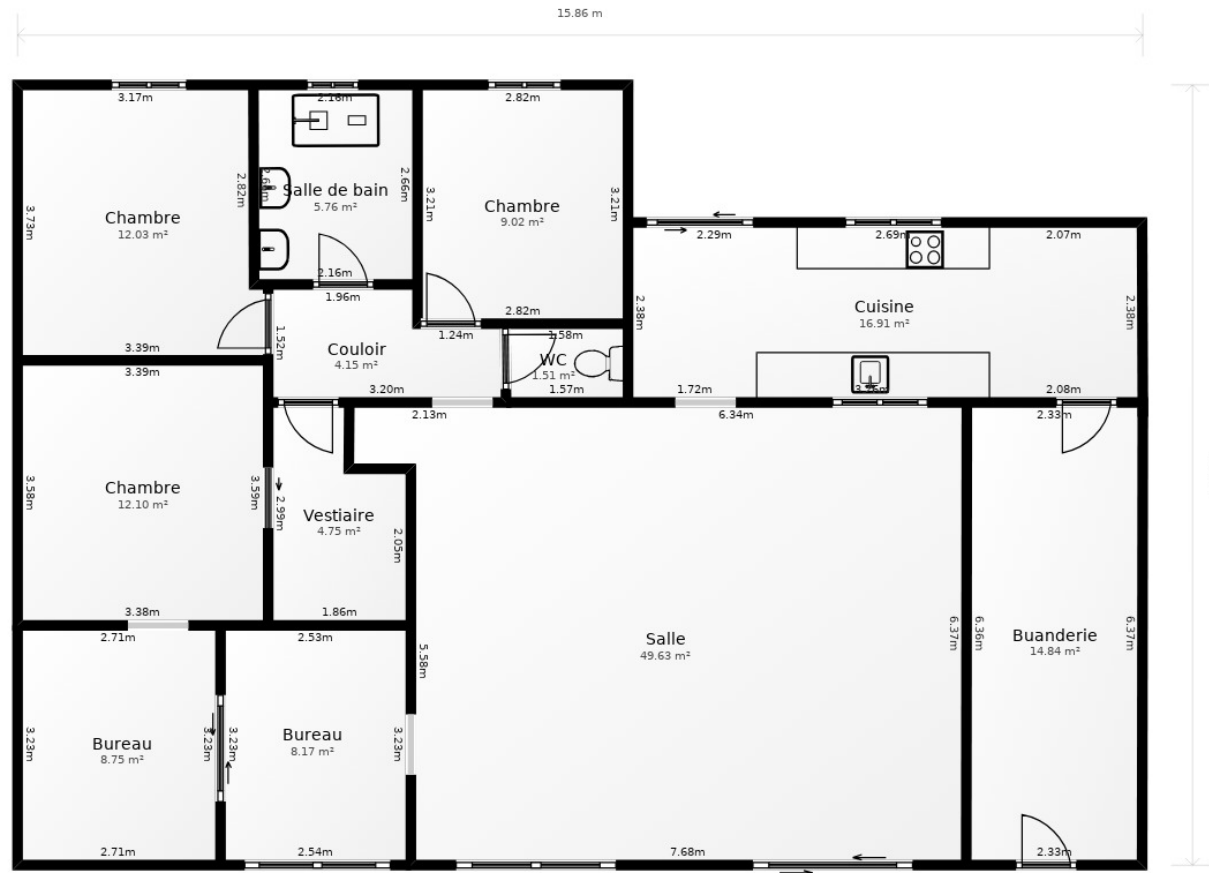 15.86 m
3.17m
2.16m
2.82m
3.73m
Chambre
12.03 m²
2.82m
Salle de bain
5.76 m²
2.66m
3.21m
Chambre
9.02 m²
3.21m
2.29m
2.69m
2.07m
2.16m
1.96m
2.82m
2.38m
Cuisine
16.91 m²
2.38m
1.24m
1.58m
1.52m
Couloir
4.15 m²
WC
1.51 m²
3.39m
3.39m
3.20m
1.57m
1.72m
2.08m
2.13m
6.34m
2.33m
3.58m
Chambre
12.10 m²
3.59m
2.99m
Vestiaire
4.75 m²
2.05m
3.38m
1.86m
2.71m
2.53m
5.58m
Salle
49.63 m²
6.37m
6.36m
Buanderie
14.84 m²
6.37m
3.23m
Bureau
8.75 m²
3.23m
3.23m
Bureau
8.17 m²
3.23m
2.71m
2.54m
7.68m
2.33m